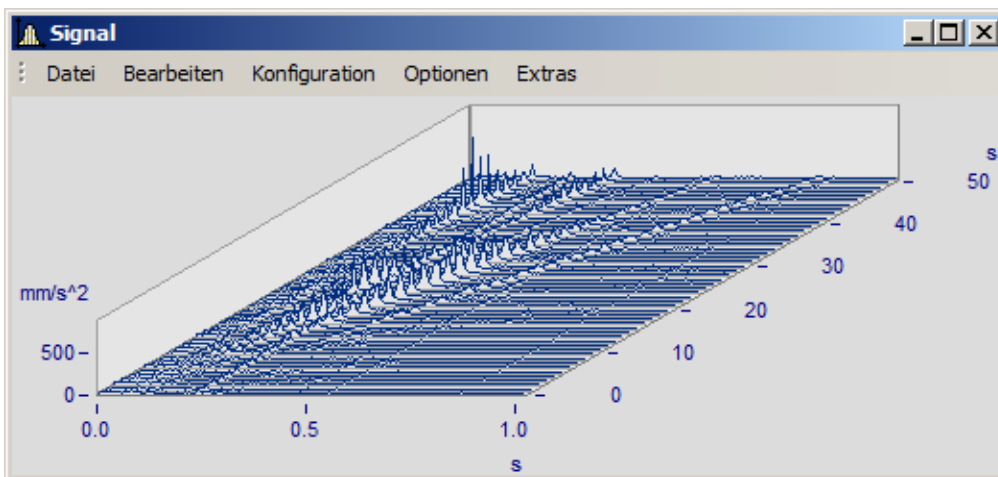 Signal
Datei Bearbeiten Konfiguration Optionen Extras
s
50
40
30
mm/s^2
20
500
10
0
0
0.0 0.5 1.0
s